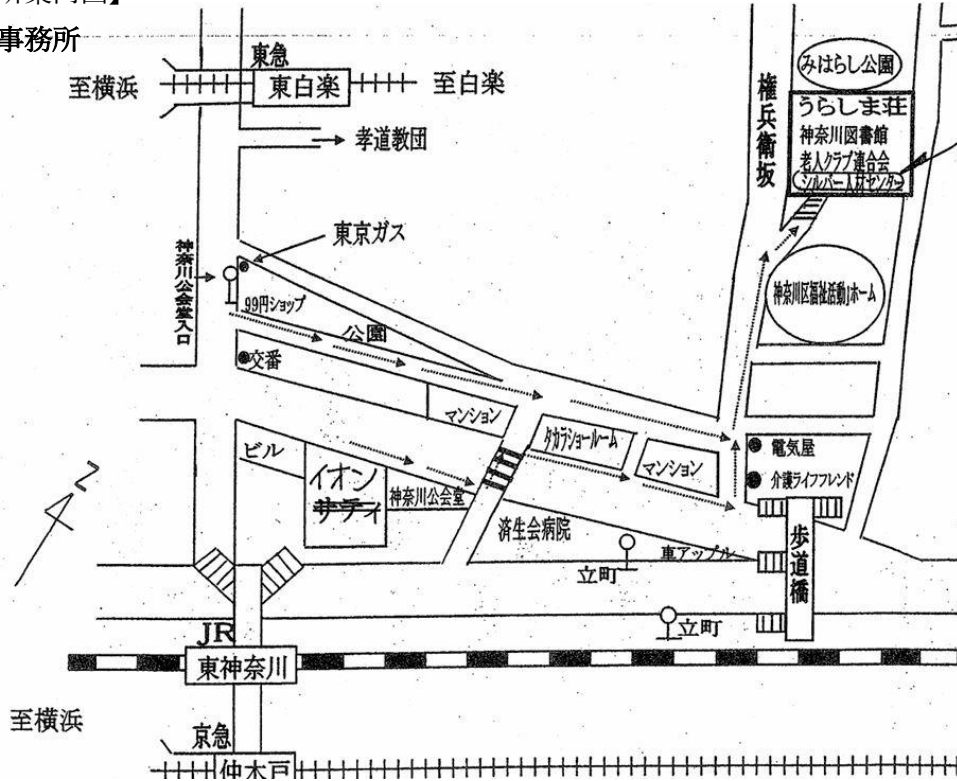 事務所
東急
東白楽
至横浜
至白楽
孝道教団
みはらし公園
うらしま荘
神奈川図書館
老人クラブ連合会
シルバー人材センター
権兵衛坂
東京ガス
神奈川公会堂入口
99円ショップ
公園
交番
神奈川区福祉活動ホーム
マンション
タカラショールーム
マンション
電気屋
介護ライフフレンド
ビル
イオン
サティ
神奈川公会堂
済生会病院
車アップル
立町
立町
歩道橋
JR
東神奈川
至横浜
京急
仲木戸